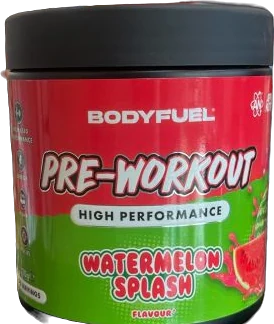 BODYFUEL®
PRE-WORKOUT
HIGH PERFORMANCE
WATERMELON
SPLASH
FLAVOUR